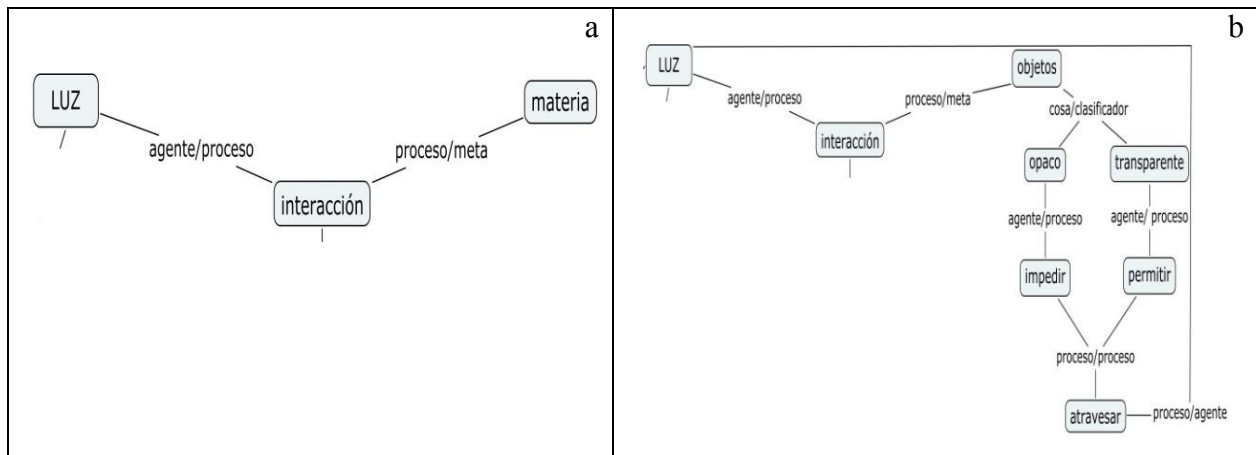 a
LUZ
materia
agente/proceso
proceso/meta
interacción
b
LUZ
objetos
agente/proceso
proceso/meta
cosa/clasificador
interacción
opaco
transparente
agente/proceso
agente/ proceso
impedir
permitir
proceso/proceso
atravesar
proceso/agente